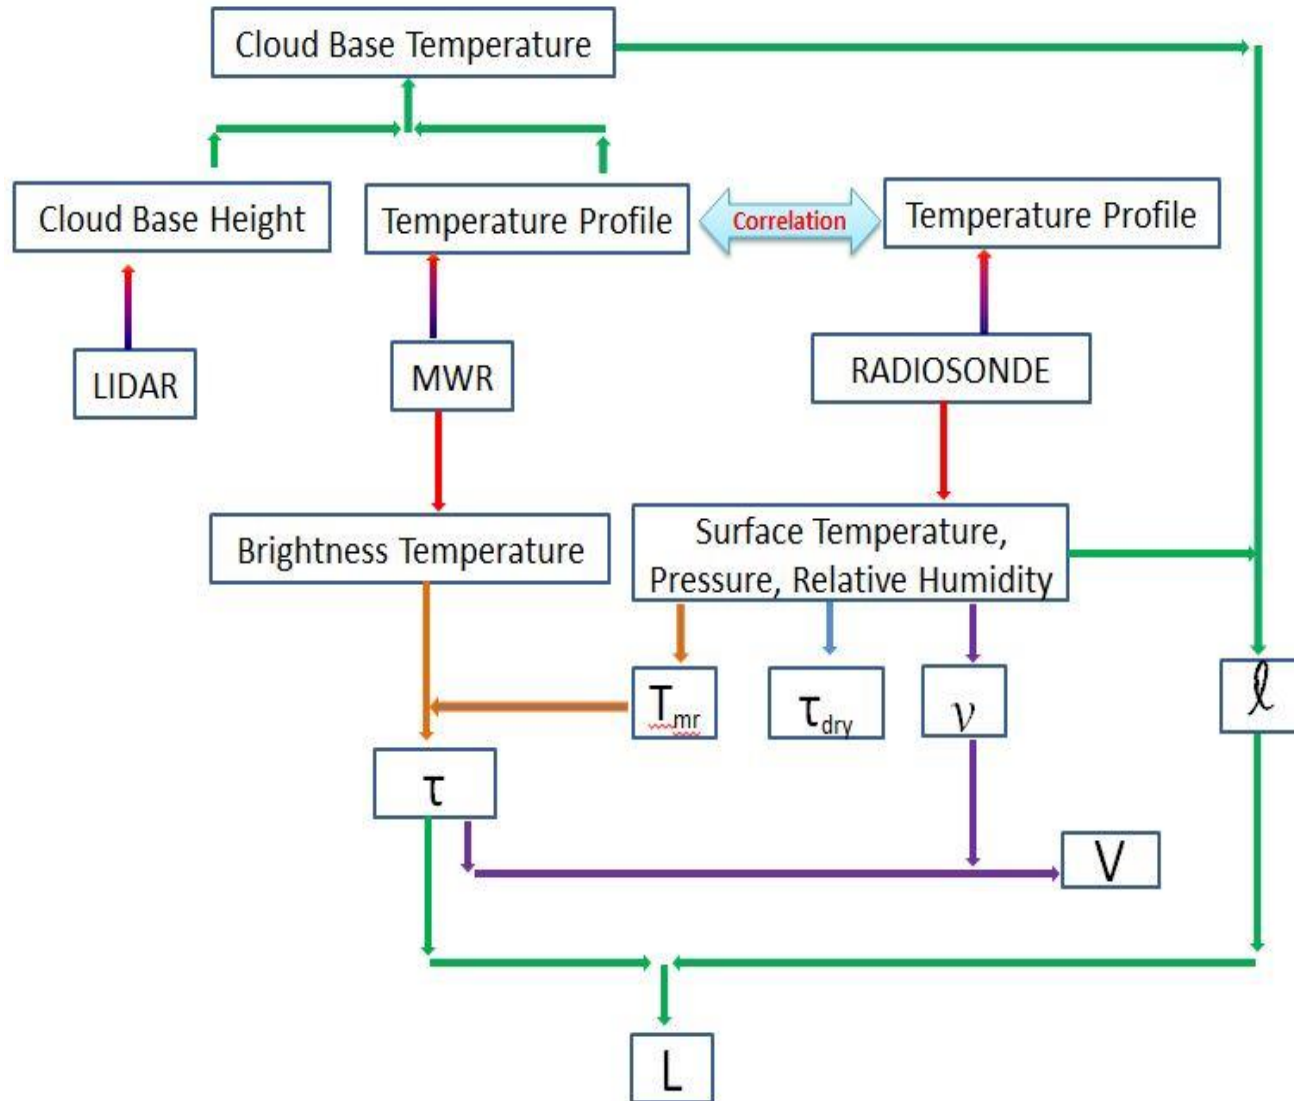 Cloud Base Temperature
Cloud Base Height
Temperature Profile
Correlation
Temperature Profile
LIDAR
MWR
RADIOSONDE
Brightness Temperature
Surface Temperature,
Pressure, Relative Humidity
Tmr
τdry
ν
ℓ
τ
V
L